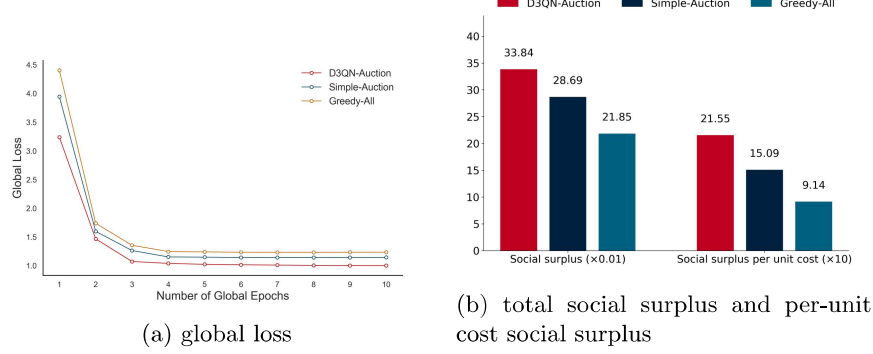 D3QN-Auction
Simple-Auction
Greedy-All
4.5
4.0
3.5
3.0
2.5
2.0
1.5
1.0
Global Loss
1 2 3 4 5 6 7 8 9 10
Number of Global Epochs
(a) global loss
D3QN-Auction Simple-Auction Greedy-All
40
35
30
25
20
15
10
5
0
33.84
28.69
21.85
21.55
15.09
9.14
Social surplus (×0.01) Social surplus per unit cost (×10)
(b) total social surplus and per-unit
cost social surplus